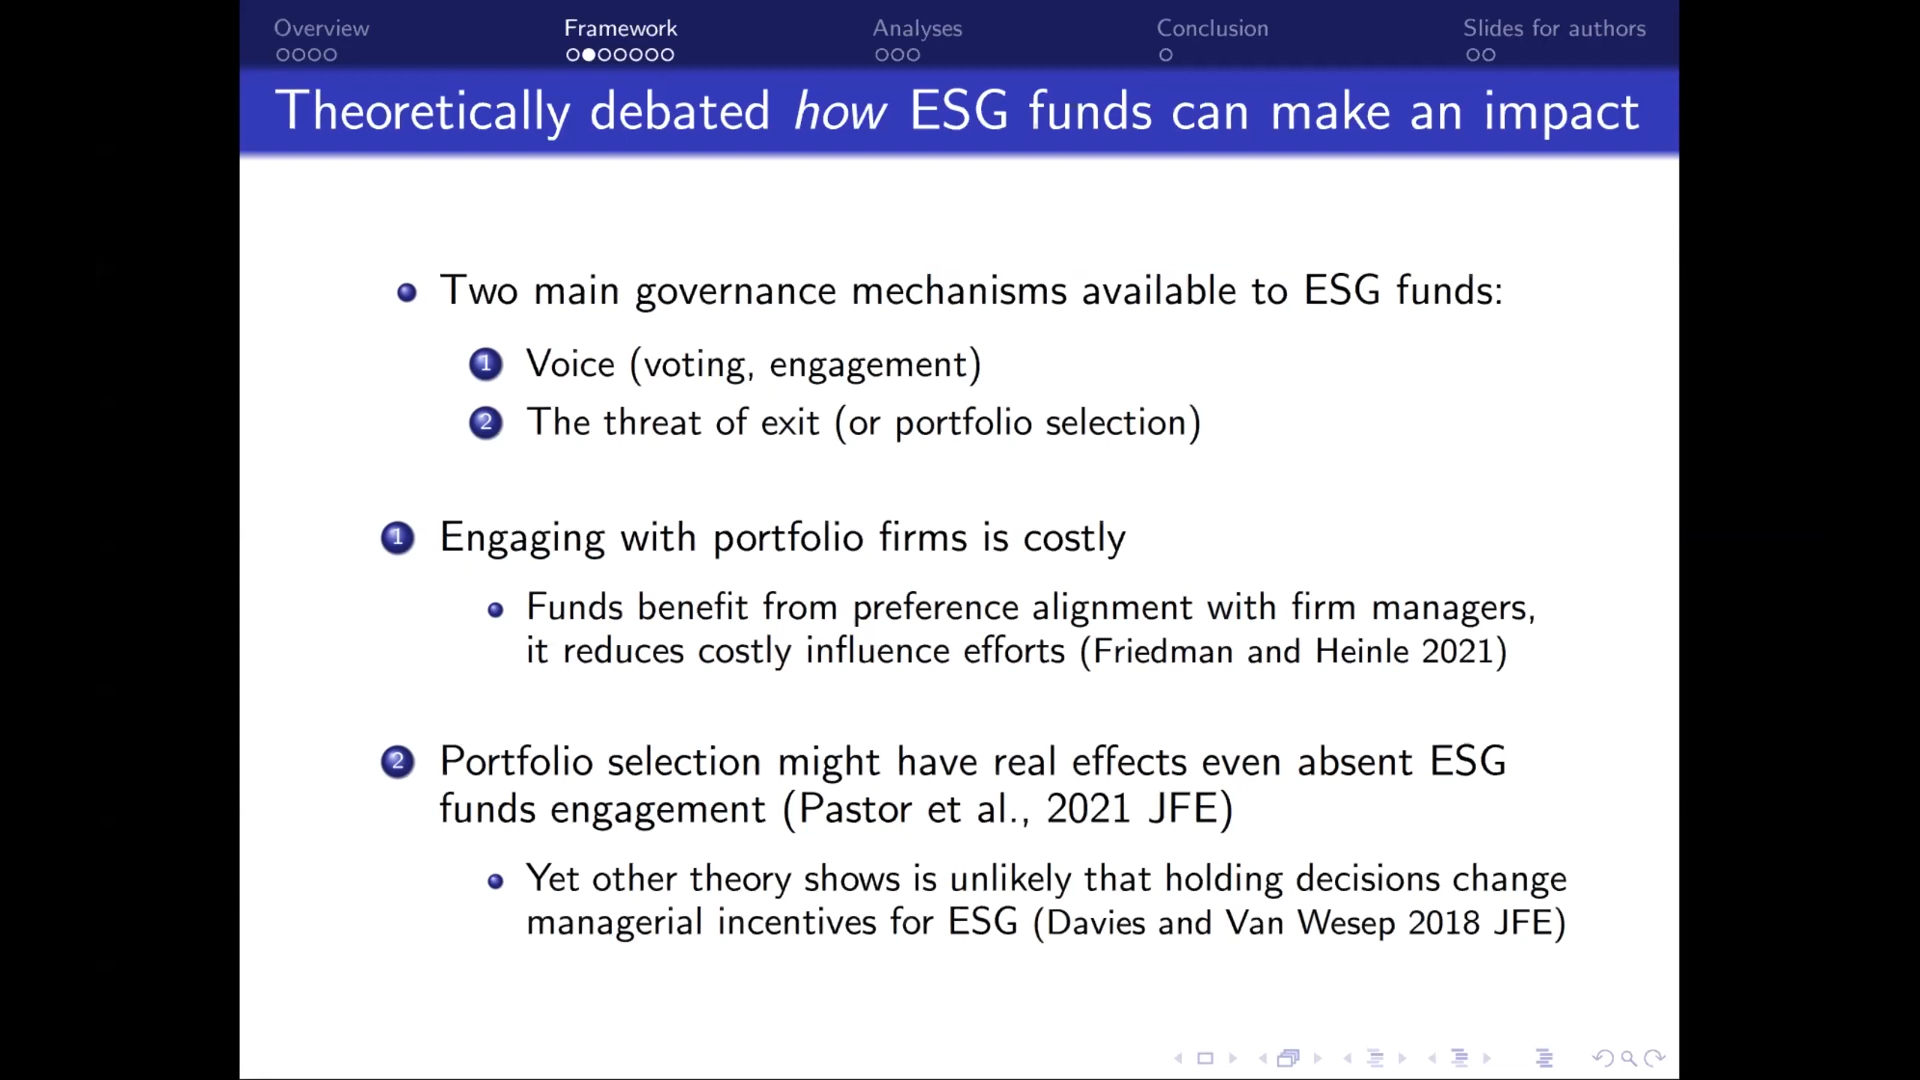 Overview Framework Analyses Conclusion Slides for authors
Theoretically debated how ESG funds can make an impact
Two main governance mechanisms available to ESG funds:
1 Voice (voting, engagement)
2 The threat of exit (or portfolio selection)
1 Engaging with portfolio firms is costly
Funds benefit from preference alignment with firm managers,
it reduces costly influence efforts (Friedman and Heinle 2021)
2 Portfolio selection might have real effects even absent ESG
funds engagement (Pastor et al., 2021 JFE)
Yet other theory shows is unlikely that holding decisions change
managerial incentives for ESG (Davies and Van Wesep 2018 JFE)